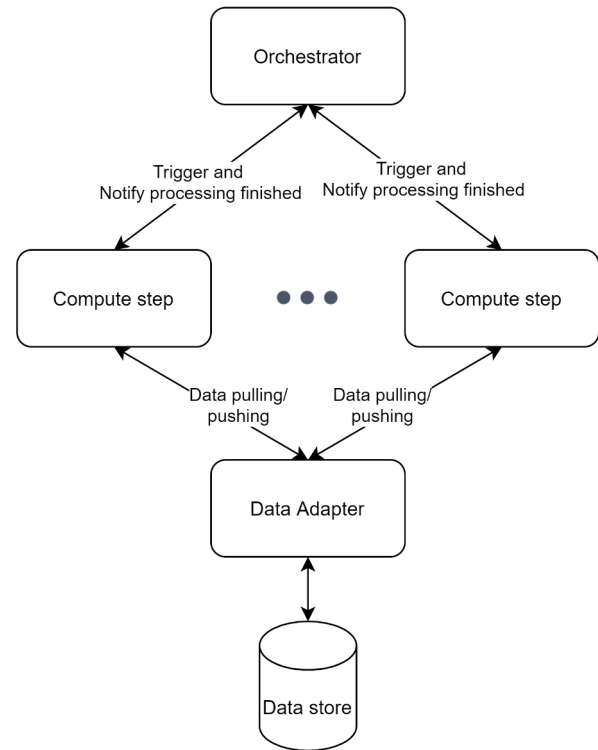 Orchestrator
Trigger and
Notify processing finished
Trigger and
Notify processing finished
Compute step
Compute step
Data pulling/
pushing
Data pulling/
pushing
Data Adapter
Data store